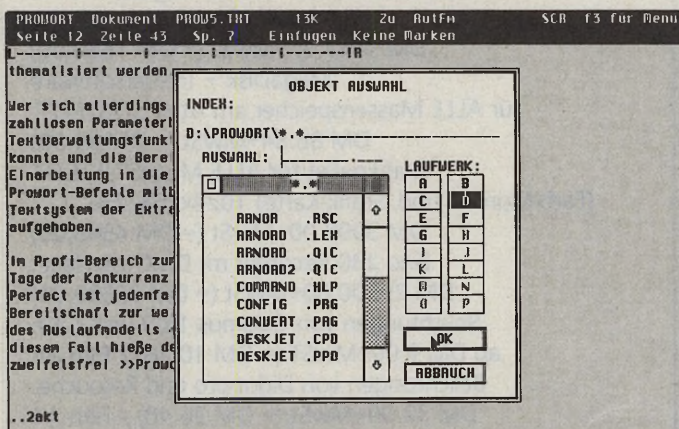 PROWORT Dokument PROW5.TXT 13K Zu AutFm SCR f3 für Menü
Seite 12 Zeile 43 Sp. 7 Einfügen Keine Marken
thematisiert werden
OBJEKT AUSWAHL
INDEX:
D:\PROWORT\*.*
AUSWAHL:
LAUFWERK:
*.*
ARNOR .RSC
ARNORD .LEX
ARNORD .QIC
ARNORD2 .QIC
COMMAND .HLP
CONFIG .PRG
CONVERT .PRG
DESKJET .CPD
DESKJET .PPD
A B
C D
E F
G H
I J
K L
M N
O P
OK
ABBRUCH
Wer sich allerdings
zahllosen Parameter
Textverwaltungsfunk
konnte und die Bere
Einarbeitung in die
Prowort-Befehle mit
Textsystem der Extra
aufgehoben.
Im Profi-Bereich zur
Tage der Konkurrenz
Perfect ist jedenfa
Bereitschaft zur we
des Auslaufmodells
diesem Fall hieße de
zweifelsfrei >>Prowo
..2akt